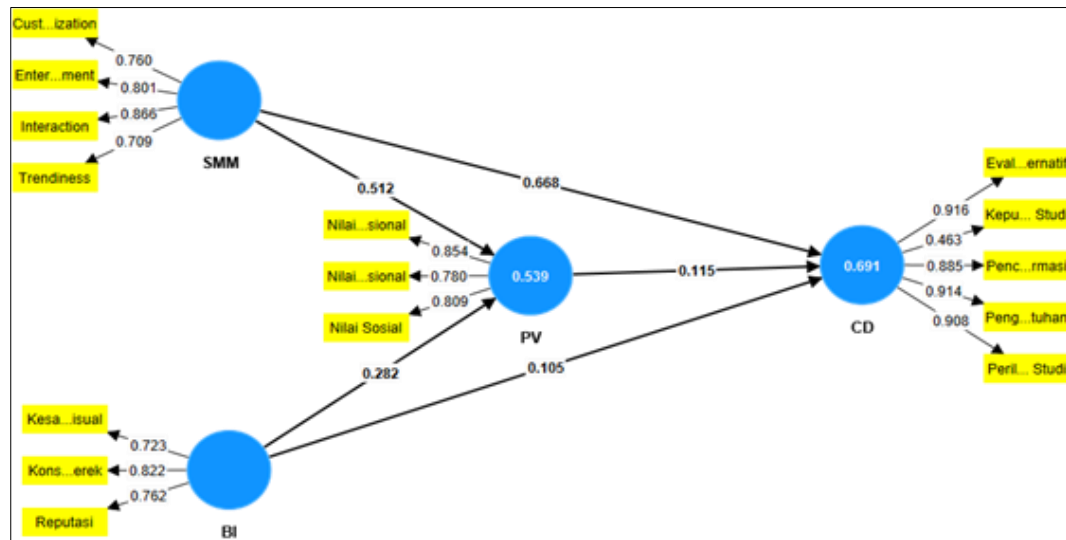 Cust...ization
0.760
Enter...ment
0.801
Interaction
0.866
0.709
Trendiness
SMM
0.668
0.512
Nilai...sional
0.854
Nilai...sional
0.780
0.809
Nilai Sosial
0.539
PV
0.115
0.282
0.105
Kesa...isual
0.723
Kons...erek
0.822
0.762
Reputasi
BI
0.691
CD
Eval...ernatif
0.916
Kepu... Studi
0.463
Penc...rmasi
0.885
0.914
Peng...tuhan
0.908
Peril... Studi